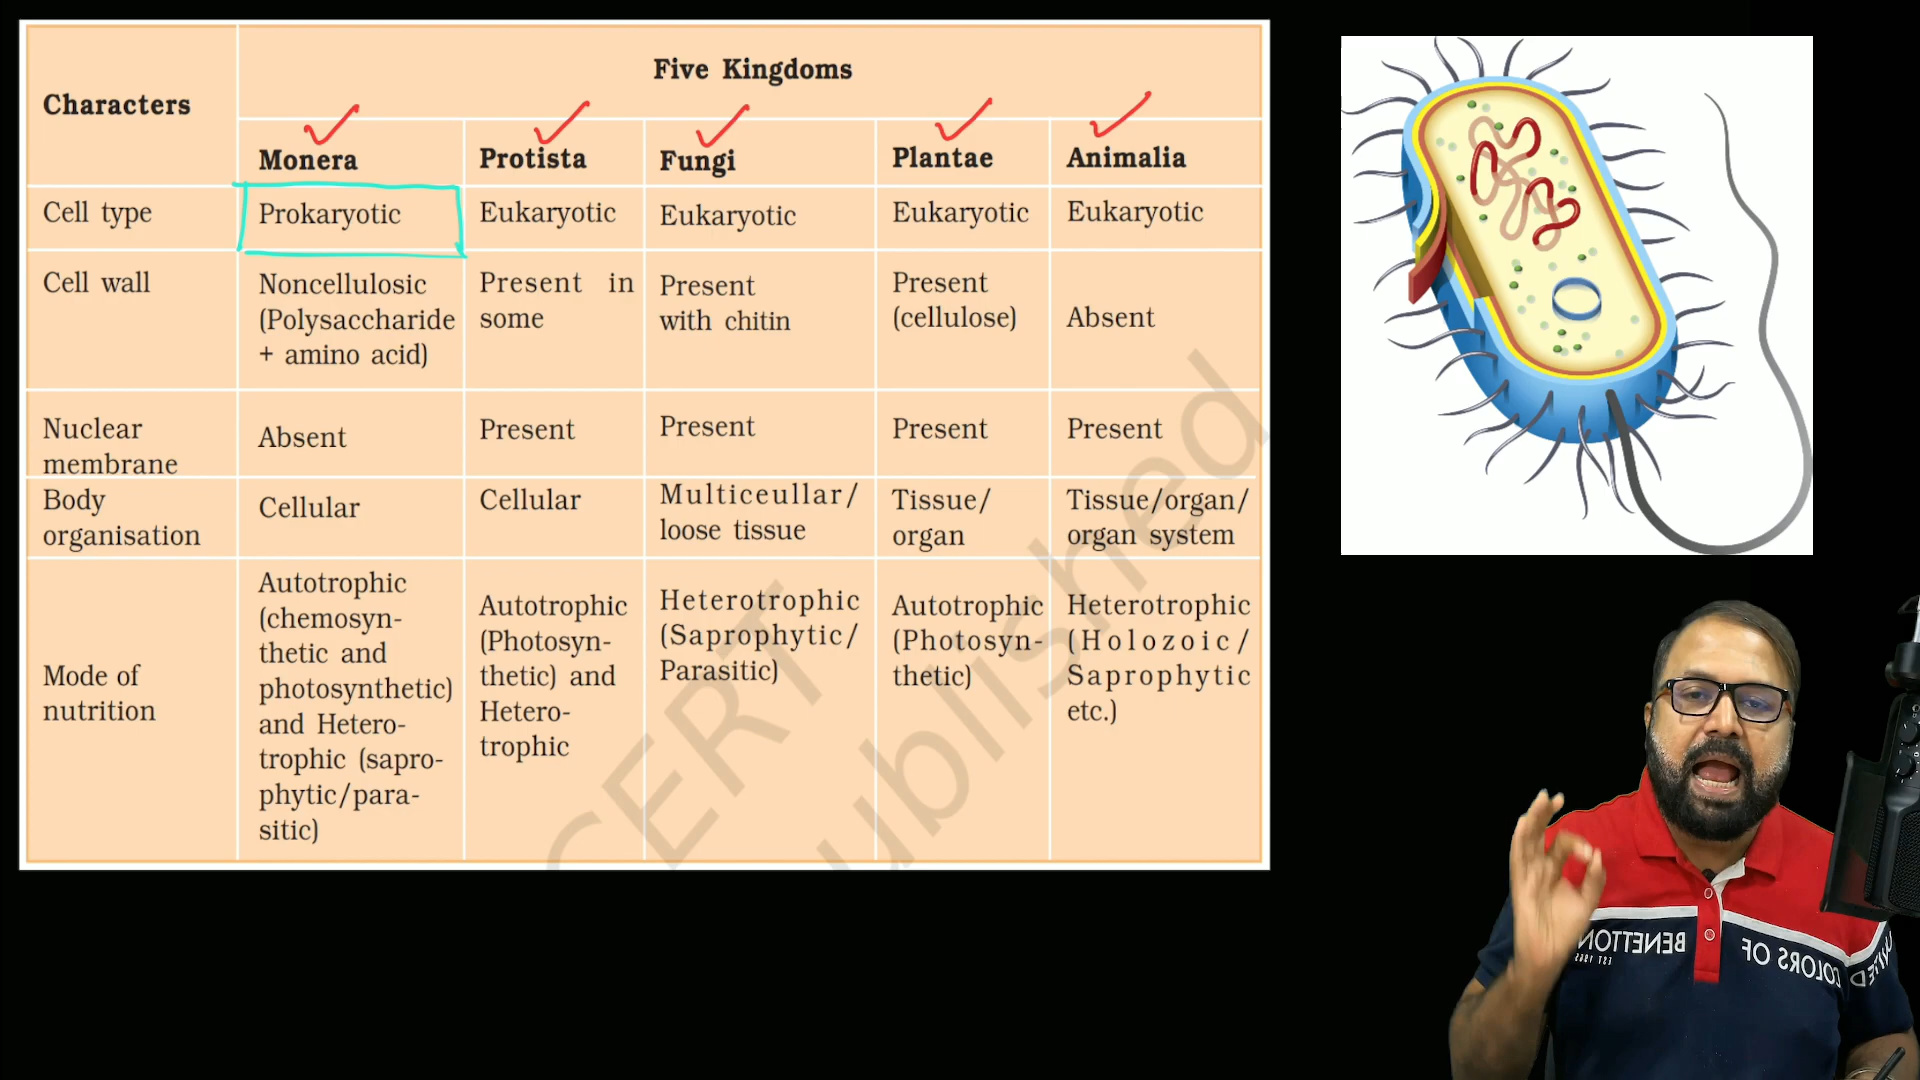 Characters
Five Kingdoms
Monera
Protista
Fungi
Plantae
Animalia
Cell type
Prokaryotic
Eukaryotic
Eukaryotic
Eukaryotic
Eukaryotic
Cell wall
Noncellulosic
(Polysaccharide
+ amino acid)
Present in
some
Present
with chitin
Present
(cellulose)
Absent
Nuclear
membrane
Absent
Present
Present
Present
Present
Body
organisation
Cellular
Cellular
Multiceullar/
loose tissue
Tissue/
organ
Tissue/organ/
organ system
Mode of
nutrition
Autotrophic
(chemosyn-
thetic and
photosynthetic)
and Hetero-
trophic (sapro-
phytic/para-
sitic)
Autotrophic
(Photosyn-
thetic) and
Hetero-
trophic
Heterotrophic
(Saprophytic/
Parasitic)
Autotrophic
(Photosyn-
thetic)
Heterotrophic
(Holozoic/
Saprophytic
etc.)
CERT
ublished
BENETTON
EST 1965
COLORS OF